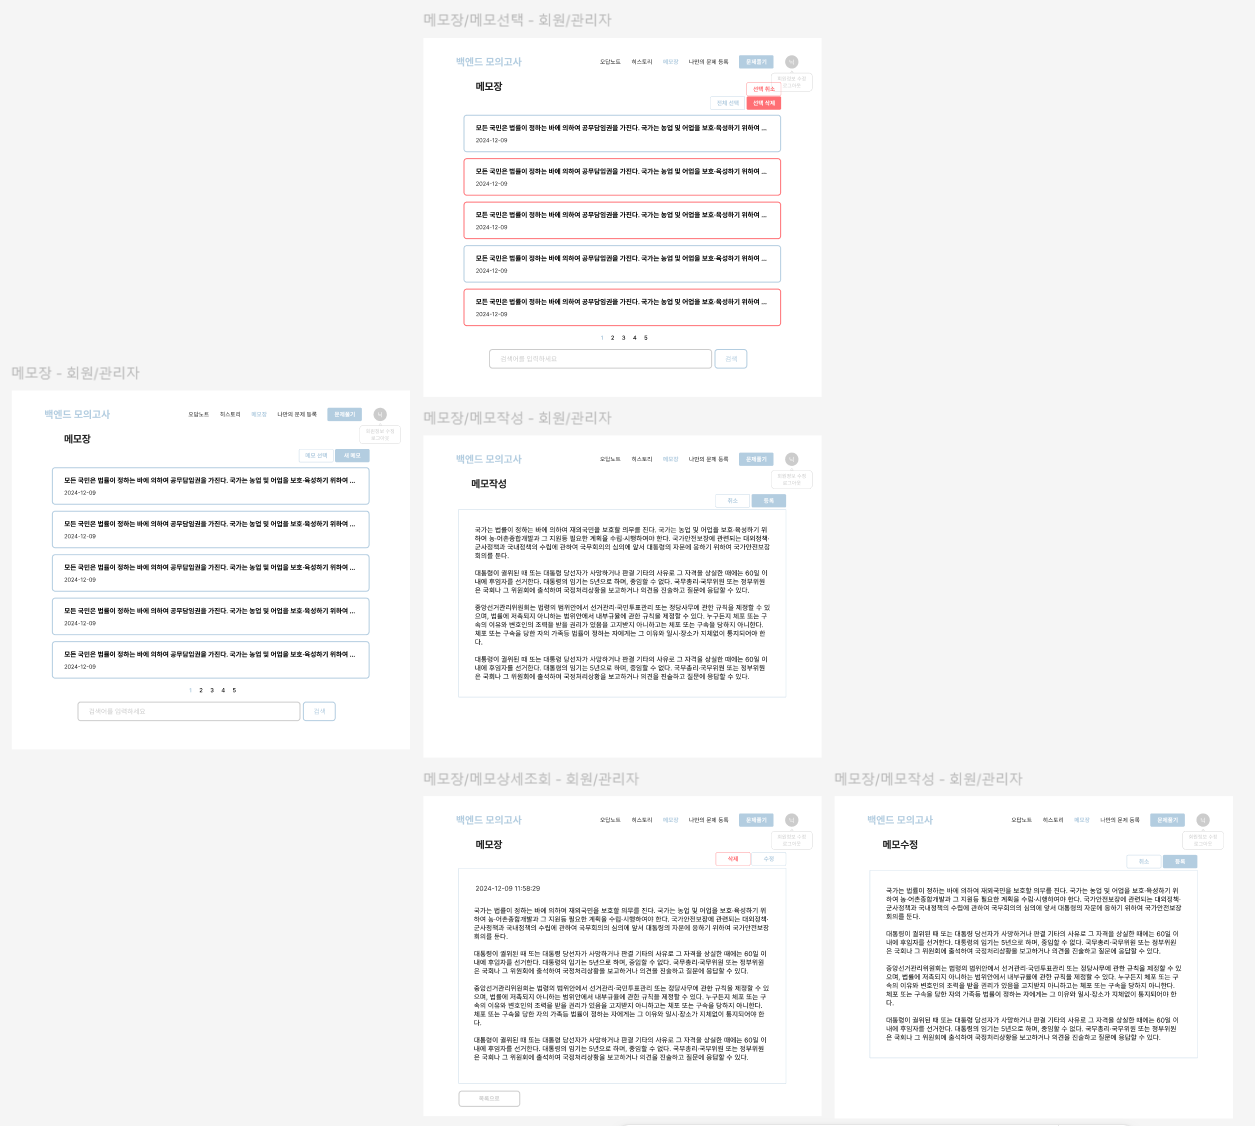 메모장/메모선택 - 회원/관리자
백엔드 모의고사
오답노트 히스토리 메모장 나만의 문제 등록 문제풀기 닉
회원정보 수정
로그아웃
메모장
선택 취소
전체 선택 선택 삭제
모든 국민은 법률이 정하는 바에 의하여 공무담임권을 가진다. 국가는 농업 및 어업을 보호·육성하기 위하여 ...
2024-12-09
모든 국민은 법률이 정하는 바에 의하여 공무담임권을 가진다. 국가는 농업 및 어업을 보호·육성하기 위하여 ...
2024-12-09
모든 국민은 법률이 정하는 바에 의하여 공무담임권을 가진다. 국가는 농업 및 어업을 보호·육성하기 위하여 ...
2024-12-09
모든 국민은 법률이 정하는 바에 의하여 공무담임권을 가진다. 국가는 농업 및 어업을 보호·육성하기 위하여 ...
2024-12-09
모든 국민은 법률이 정하는 바에 의하여 공무담임권을 가진다. 국가는 농업 및 어업을 보호·육성하기 위하여 ...
2024-12-09
1 2 3 4 5
검색어를 입력하세요 검색
메모장 - 회원/관리자
백엔드 모의고사
오답노트 히스토리 메모장 나만의 문제 등록 문제풀기 닉
회원정보 수정
로그아웃
메모장
메모 선택 새 메모
모든 국민은 법률이 정하는 바에 의하여 공무담임권을 가진다. 국가는 농업 및 어업을 보호·육성하기 위하여 ...
2024-12-09
모든 국민은 법률이 정하는 바에 의하여 공무담임권을 가진다. 국가는 농업 및 어업을 보호·육성하기 위하여 ...
2024-12-09
모든 국민은 법률이 정하는 바에 의하여 공무담임권을 가진다. 국가는 농업 및 어업을 보호·육성하기 위하여 ...
2024-12-09
모든 국민은 법률이 정하는 바에 의하여 공무담임권을 가진다. 국가는 농업 및 어업을 보호·육성하기 위하여 ...
2024-12-09
모든 국민은 법률이 정하는 바에 의하여 공무담임권을 가진다. 국가는 농업 및 어업을 보호·육성하기 위하여 ...
2024-12-09
1 2 3 4 5
검색어를 입력하세요 검색
메모장/메모작성 - 회원/관리자
백엔드 모의고사
오답노트 히스토리 메모장 나만의 문제 등록 문제풀기 닉
회원정보 수정
로그아웃
메모작성
취소 등록
국가는 법률이 정하는 바에 의하여 재외국민을 보호할 의무를 진다. 국가는 농업 및 어업을 보호·육성하기 위
하여 농·어촌종합개발과 그 지원등 필요한 계획을 수립·시행하여야 한다. 국가안전보장에 관련되는 대외정책·
군사정책과 국내정책의 수립에 관하여 국무회의의 심의에 앞서 대통령의 자문에 응하기 위하여 국가안전보장
회의를 둔다.
대통령이 궐위된 때 또는 대통령 당선자가 사망하거나 판결 기타의 사유로 그 자격을 상실한 때에는 60일 이
내에 후임자를 선거한다. 대통령의 임기는 5년으로 하며, 중임할 수 없다. 국무총리·국무위원 또는 정부위원
은 국회나 그 위원회에 출석하여 국정처리상황을 보고하거나 의견을 진술하고 질문에 응답할 수 있다.
중앙선거관리위원회는 법령의 범위안에서 선거관리·국민투표관리 또는 정당사무에 관한 규칙을 제정할 수 있
으며, 법률에 저촉되지 아니하는 범위안에서 내부규율에 관한 규칙을 제정할 수 있다. 누구든지 체포 또는 구
속의 이유와 변호인의 조력을 받을 권리가 있음을 고지받지 아니하고는 체포 또는 구속을 당하지 아니한다.
체포 또는 구속을 당한 자의 가족등 법률이 정하는 자에게는 그 이유와 일시·장소가 지체없이 통지되어야 한
다.
대통령이 궐위된 때 또는 대통령 당선자가 사망하거나 판결 기타의 사유로 그 자격을 상실한 때에는 60일 이
내에 후임자를 선거한다. 대통령의 임기는 5년으로 하며, 중임할 수 없다. 국무총리·국무위원 또는 정부위원
은 국회나 그 위원회에 출석하여 국정처리상황을 보고하거나 의견을 진술하고 질문에 응답할 수 있다.
메모장/메모상세조회 - 회원/관리자
백엔드 모의고사
오답노트 히스토리 메모장 나만의 문제 등록 문제풀기 닉
회원정보 수정
로그아웃
메모장
삭제 수정
2024-12-09 11:58:29
국가는 법률이 정하는 바에 의하여 재외국민을 보호할 의무를 진다. 국가는 농업 및 어업을 보호·육성하기 위
하여 농·어촌종합개발과 그 지원등 필요한 계획을 수립·시행하여야 한다. 국가안전보장에 관련되는 대외정책·
군사정책과 국내정책의 수립에 관하여 국무회의의 심의에 앞서 대통령의 자문에 응하기 위하여 국가안전보장
회의를 둔다.
대통령이 궐위된 때 또는 대통령 당선자가 사망하거나 판결 기타의 사유로 그 자격을 상실한 때에는 60일 이
내에 후임자를 선거한다. 대통령의 임기는 5년으로 하며, 중임할 수 없다. 국무총리·국무위원 또는 정부위원
은 국회나 그 위원회에 출석하여 국정처리상황을 보고하거나 의견을 진술하고 질문에 응답할 수 있다.
중앙선거관리위원회는 법령의 범위안에서 선거관리·국민투표관리 또는 정당사무에 관한 규칙을 제정할 수 있
으며, 법률에 저촉되지 아니하는 범위안에서 내부규율에 관한 규칙을 제정할 수 있다. 누구든지 체포 또는 구
속의 이유와 변호인의 조력을 받을 권리가 있음을 고지받지 아니하고는 체포 또는 구속을 당하지 아니한다.
체포 또는 구속을 당한 자의 가족등 법률이 정하는 자에게는 그 이유와 일시·장소가 지체없이 통지되어야 한
다.
대통령이 궐위된 때 또는 대통령 당선자가 사망하거나 판결 기타의 사유로 그 자격을 상실한 때에는 60일 이
내에 후임자를 선거한다. 대통령의 임기는 5년으로 하며, 중임할 수 없다. 국무총리·국무위원 또는 정부위원
은 국회나 그 위원회에 출석하여 국정처리상황을 보고하거나 의견을 진술하고 질문에 응답할 수 있다.
목록으로
메모장/메모작성 - 회원/관리자
백엔드 모의고사
오답노트 히스토리 메모장 나만의 문제 등록 문제풀기 닉
회원정보 수정
로그아웃
메모수정
취소 등록
국가는 법률이 정하는 바에 의하여 재외국민을 보호할 의무를 진다. 국가는 농업 및 어업을 보호·육성하기 위
하여 농·어촌종합개발과 그 지원등 필요한 계획을 수립·시행하여야 한다. 국가안전보장에 관련되는 대외정책·
군사정책과 국내정책의 수립에 관하여 국무회의의 심의에 앞서 대통령의 자문에 응하기 위하여 국가안전보장
회의를 둔다.
대통령이 궐위된 때 또는 대통령 당선자가 사망하거나 판결 기타의 사유로 그 자격을 상실한 때에는 60일 이
내에 후임자를 선거한다. 대통령의 임기는 5년으로 하며, 중임할 수 없다. 국무총리·국무위원 또는 정부위원
은 국회나 그 위원회에 출석하여 국정처리상황을 보고하거나 의견을 진술하고 질문에 응답할 수 있다.
중앙선거관리위원회는 법령의 범위안에서 선거관리·국민투표관리 또는 정당사무에 관한 규칙을 제정할 수 있
으며, 법률에 저촉되지 아니하는 범위안에서 내부규율에 관한 규칙을 제정할 수 있다. 누구든지 체포 또는 구
속의 이유와 변호인의 조력을 받을 권리가 있음을 고지받지 아니하고는 체포 또는 구속을 당하지 아니한다.
체포 또는 구속을 당한 자의 가족등 법률이 정하는 자에게는 그 이유와 일시·장소가 지체없이 통지되어야 한
다.
대통령이 궐위된 때 또는 대통령 당선자가 사망하거나 판결 기타의 사유로 그 자격을 상실한 때에는 60일 이
내에 후임자를 선거한다. 대통령의 임기는 5년으로 하며, 중임할 수 없다. 국무총리·국무위원 또는 정부위원
은 국회나 그 위원회에 출석하여 국정처리상황을 보고하거나 의견을 진술하고 질문에 응답할 수 있다.